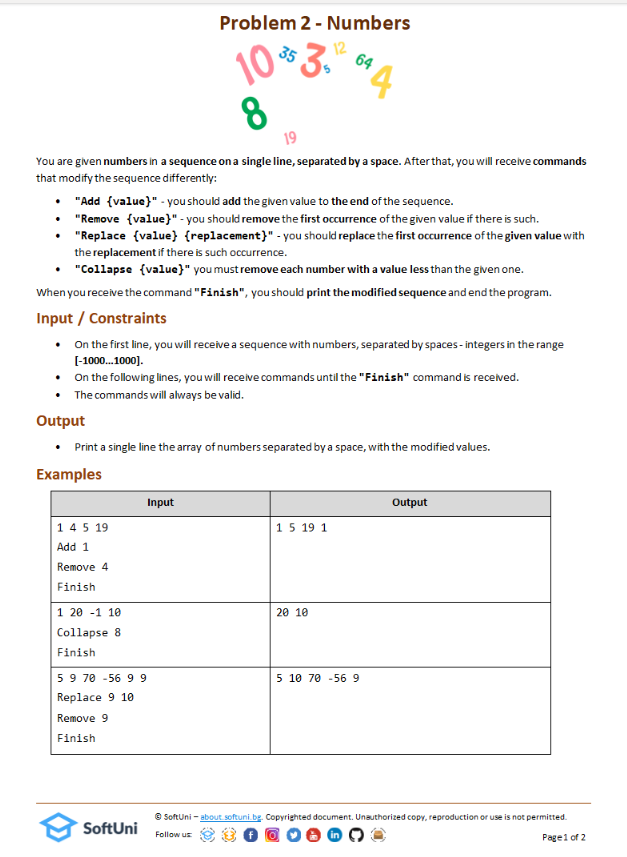 Problem 2 - Numbers
10 35 3 5 12 64 4
8
19
You are given numbers in a sequence on a single line, separated by a space. After that, you will receive commands
that modify the sequence differently:
• "Add {value}" - you should add the given value to the end of the sequence.
• "Remove {value}" - you should remove the first occurrence of the given value if there is such.
• "Replace {value} {replacement}" - you should replace the first occurrence of the given value with
the replacement if there is such occurrence.
• "Collapse {value}" you must remove each number with a value less than the given one.
When you receive the command "Finish", you should print the modified sequence and end the program.
Input / Constraints
• On the first line, you will receive a sequence with numbers, separated by spaces - integers in the range
[-1000...1000].
• On the following lines, you will receive commands until the "Finish" command is received.
• The commands will always be valid.
Output
• Print a single line the array of numbers separated by a space, with the modified values.
Examples
Input Output
1 4 5 19 1 5 19 1
Add 1
Remove 4
Finish
1 20 -1 10 20 10
Collapse 8
Finish
5 9 70 -56 9 9 5 10 70 -56 9
Replace 9 10
Remove 9
Finish
SoftUni
© SoftUni – about.softuni.bg. Copyrighted document. Unauthorized copy, reproduction or use is not permitted.
Follow us:
Page 1 of 2